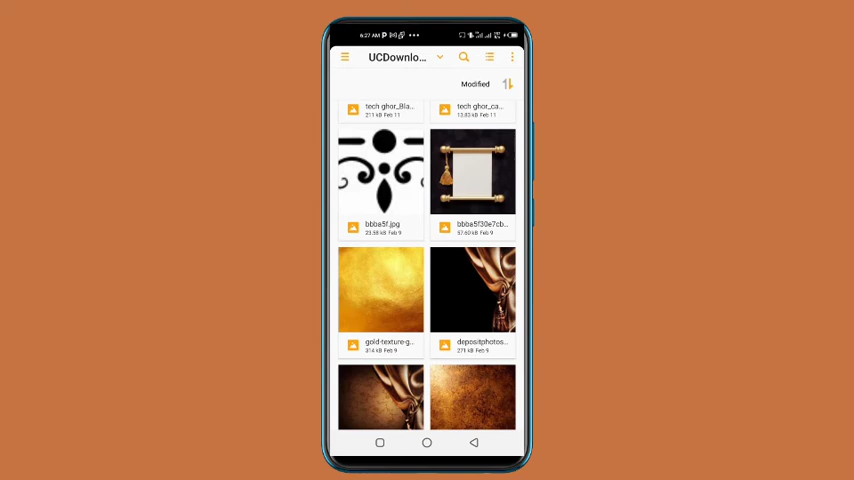 6:27 AM
UCDownlo...
Modified
tech ghor_Bla...
211 kB Feb 11
tech ghor_ca...
13.83 kB Feb 11
bbba5f.jpg
23.58 kB Feb 9
bbba5f30e7cb...
57.60 kB Feb 9
gold-texture-g...
314 kB Feb 9
depositphotos...
271 kB Feb 9